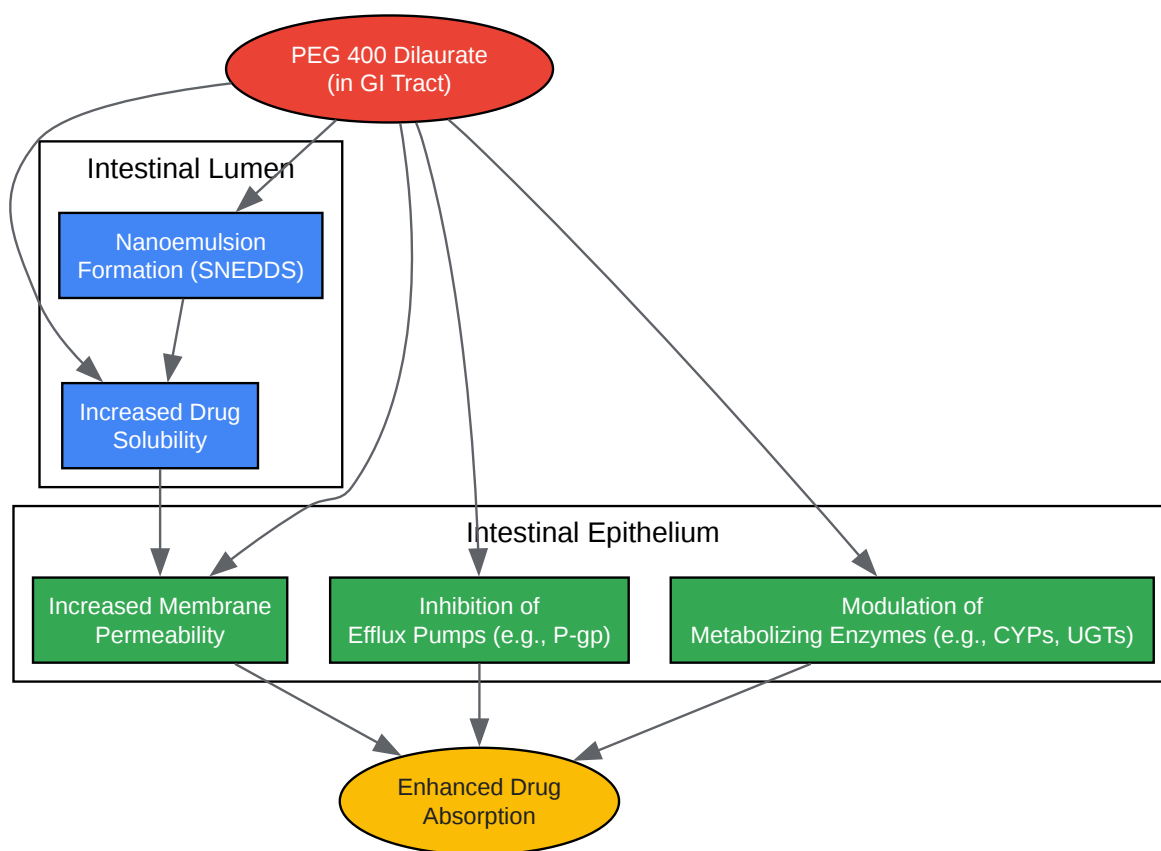 PEG 400 Dilaurate
(in GI Tract)
Intestinal Lumen
Nanoemulsion
Formation (SNEDDS)
Increased Drug
Solubility
Intestinal Epithelium
Increased Membrane
Permeability
Inhibition of
Efflux Pumps (e.g., P-gp)
Modulation of
Metabolizing Enzymes (e.g., CYPs, UGTs)
Enhanced Drug
Absorption